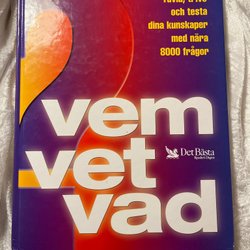 och testa
dina kunskaper
med nära
8000 frågor
vem
vet
vad
Det Bästa
Reader's Digest